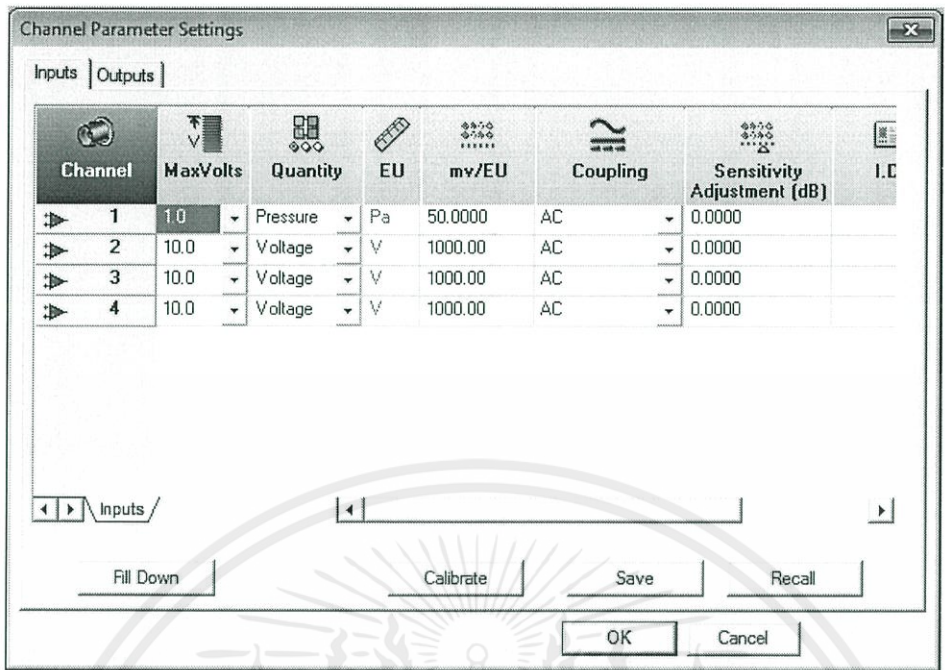 Channel Parameter Settings
Inputs Outputs
Channel MaxVolts Quantity EU mv/EU Coupling Sensitivity Adjustment (dB)
1 1.0 Pressure Pa 50.0000 AC 0.0000
2 10.0 Voltage V 1000.00 AC 0.0000
3 10.0 Voltage V 1000.00 AC 0.0000
4 10.0 Voltage V 1000.00 AC 0.0000
Inputs
Fill Down Calibrate Save Recall
OK Cancel